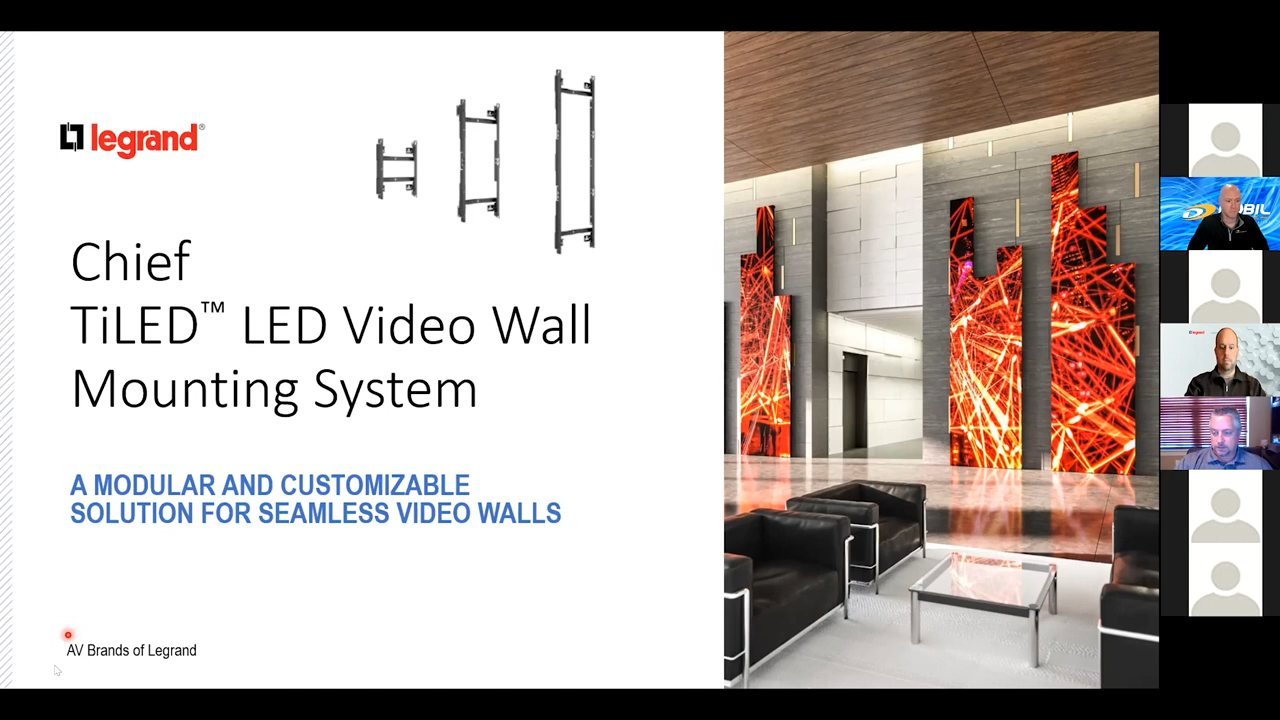 legrand®
Chief
TiLED™ LED Video Wall
Mounting System
A MODULAR AND CUSTOMIZABLE
SOLUTION FOR SEAMLESS VIDEO WALLS
AV Brands of Legrand
legrand